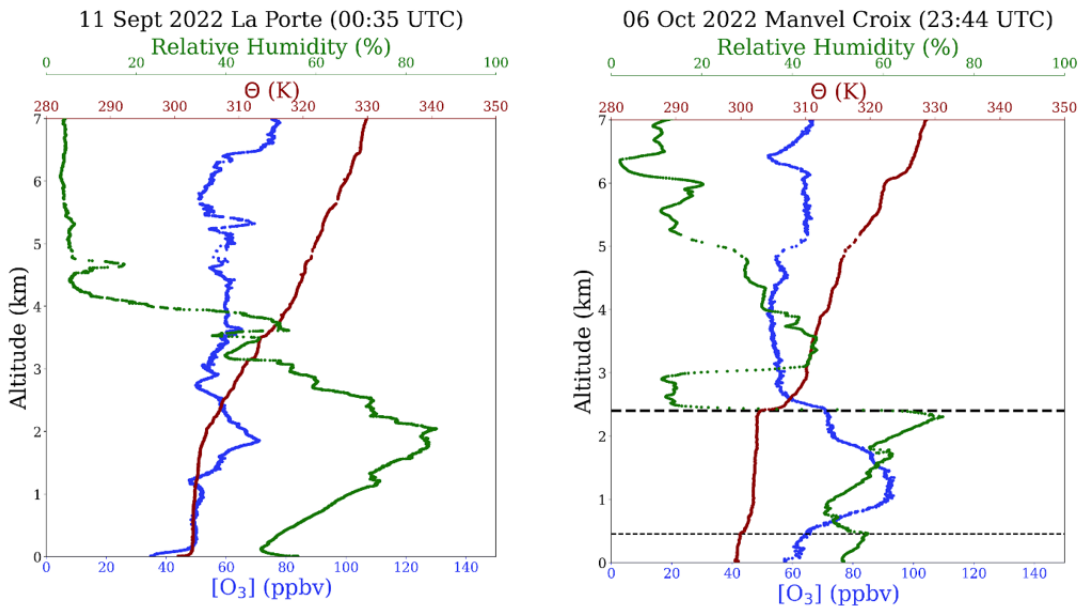 11 Sept 2022 La Porte (00:35 UTC)
Relative Humidity (%)
0 20 40 60 80 100
Θ (K)
280 290 300 310 320 330 340 350
7
6
5
4
3
2
1
0
Altitude (km)
0 20 40 60 80 100 120 140
[O₃] (ppbv)
06 Oct 2022 Manvel Croix (23:44 UTC)
Relative Humidity (%)
0 20 40 60 80 100
Θ (K)
280 290 300 310 320 330 340 350
7
6
5
4
3
2
1
0
Altitude (km)
0 20 40 60 80 100 120 140
[O₃] (ppbv)